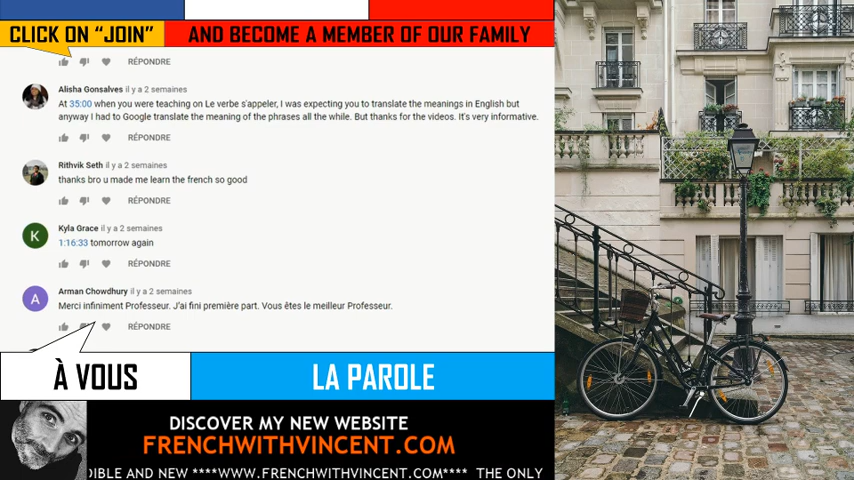 CLICK ON “JOIN”
AND BECOME A MEMBER OF OUR FAMILY
RÉPONDRE
Alisha Gonsalves il y a 2 semaines
At 35:00 when you were teaching on Le verbe s'appeler, I was expecting you to translate the meanings in English but
anyway I had to Google translate the meaning of the phrases all the while. But thanks for the videos. It's very informative.
RÉPONDRE
Rithvik Seth il y a 2 semaines
thanks bro u made me learn the french so good
RÉPONDRE
K
Kyla Grace il y a 2 semaines
1:16:33 tomorrow again
RÉPONDRE
A
Arman Chowdhury il y a 2 semaines
Merci infiniment Professeur. J'ai fini première part. Vous êtes le meilleur Professeur.
RÉPONDRE
À VOUS
LA PAROLE
DISCOVER MY NEW WEBSITE
FRENCHWITHVINCENT.COM
DIBLE AND NEW ****WWW.FRENCHWITHVINCENT.COM**** THE ONLY